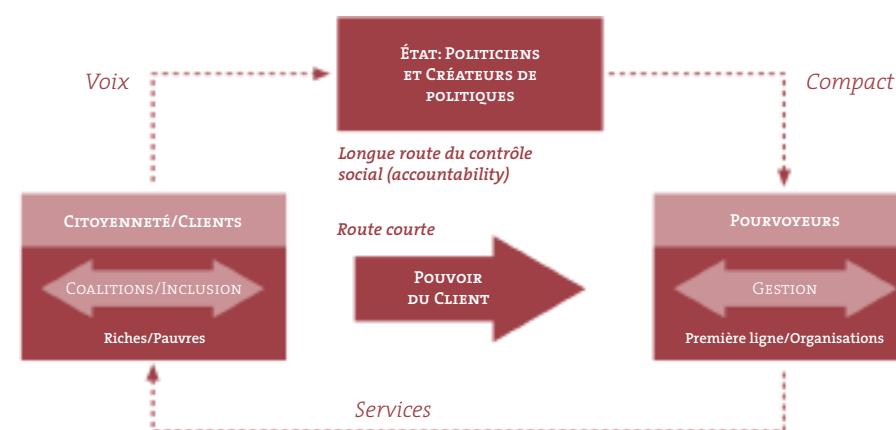 État: Politiciens
et Créateurs de
politiques
Voix
Compact
Longue route du contrôle
social (accountability)
Citoyenneté/Clients
Pourvoyeurs
Route courte
Coalitions/Inclusion
Pouvoir
du Client
Gestion
Riches/Pauvres
Première ligne/Organisations
Services